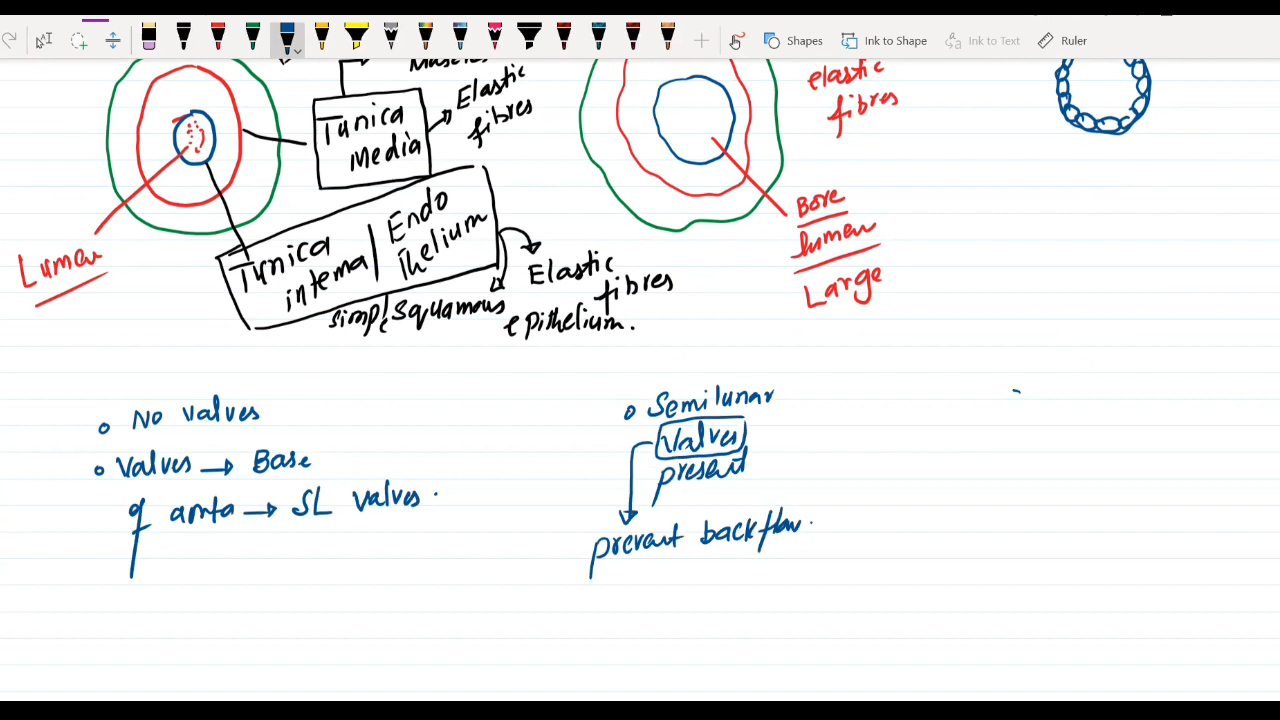 Shapes
Ink to Shape
Ink to Text
Ruler
Muscles
Elastic
fibres
Tunica
Media
Lumen
Tunica
interna
Endo
thelium
simple squamous
epithelium.
Elastic
fibres
elastic
fibres
Bore
lumen
Large
No valves
Valves → Base
of aorta → SL valves.
Semilunar
Valves
present
prevent backflow.